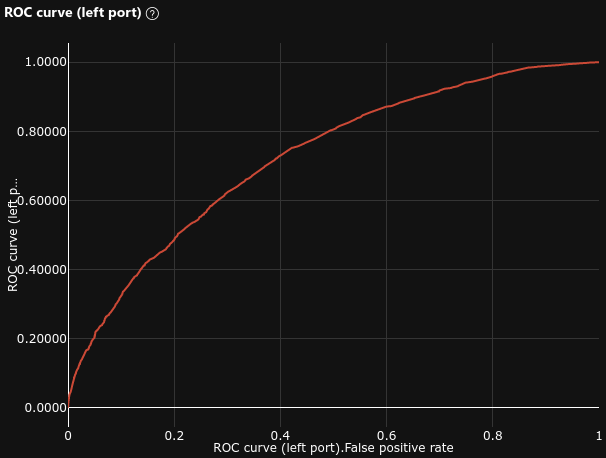 ROC curve (left port) ?
1.0000
0.80000
0.60000
0.40000
0.20000
0.0000
ROC curve (left p...
0 0.2 0.4 0.6 0.8 1
ROC curve (left port).False positive rate